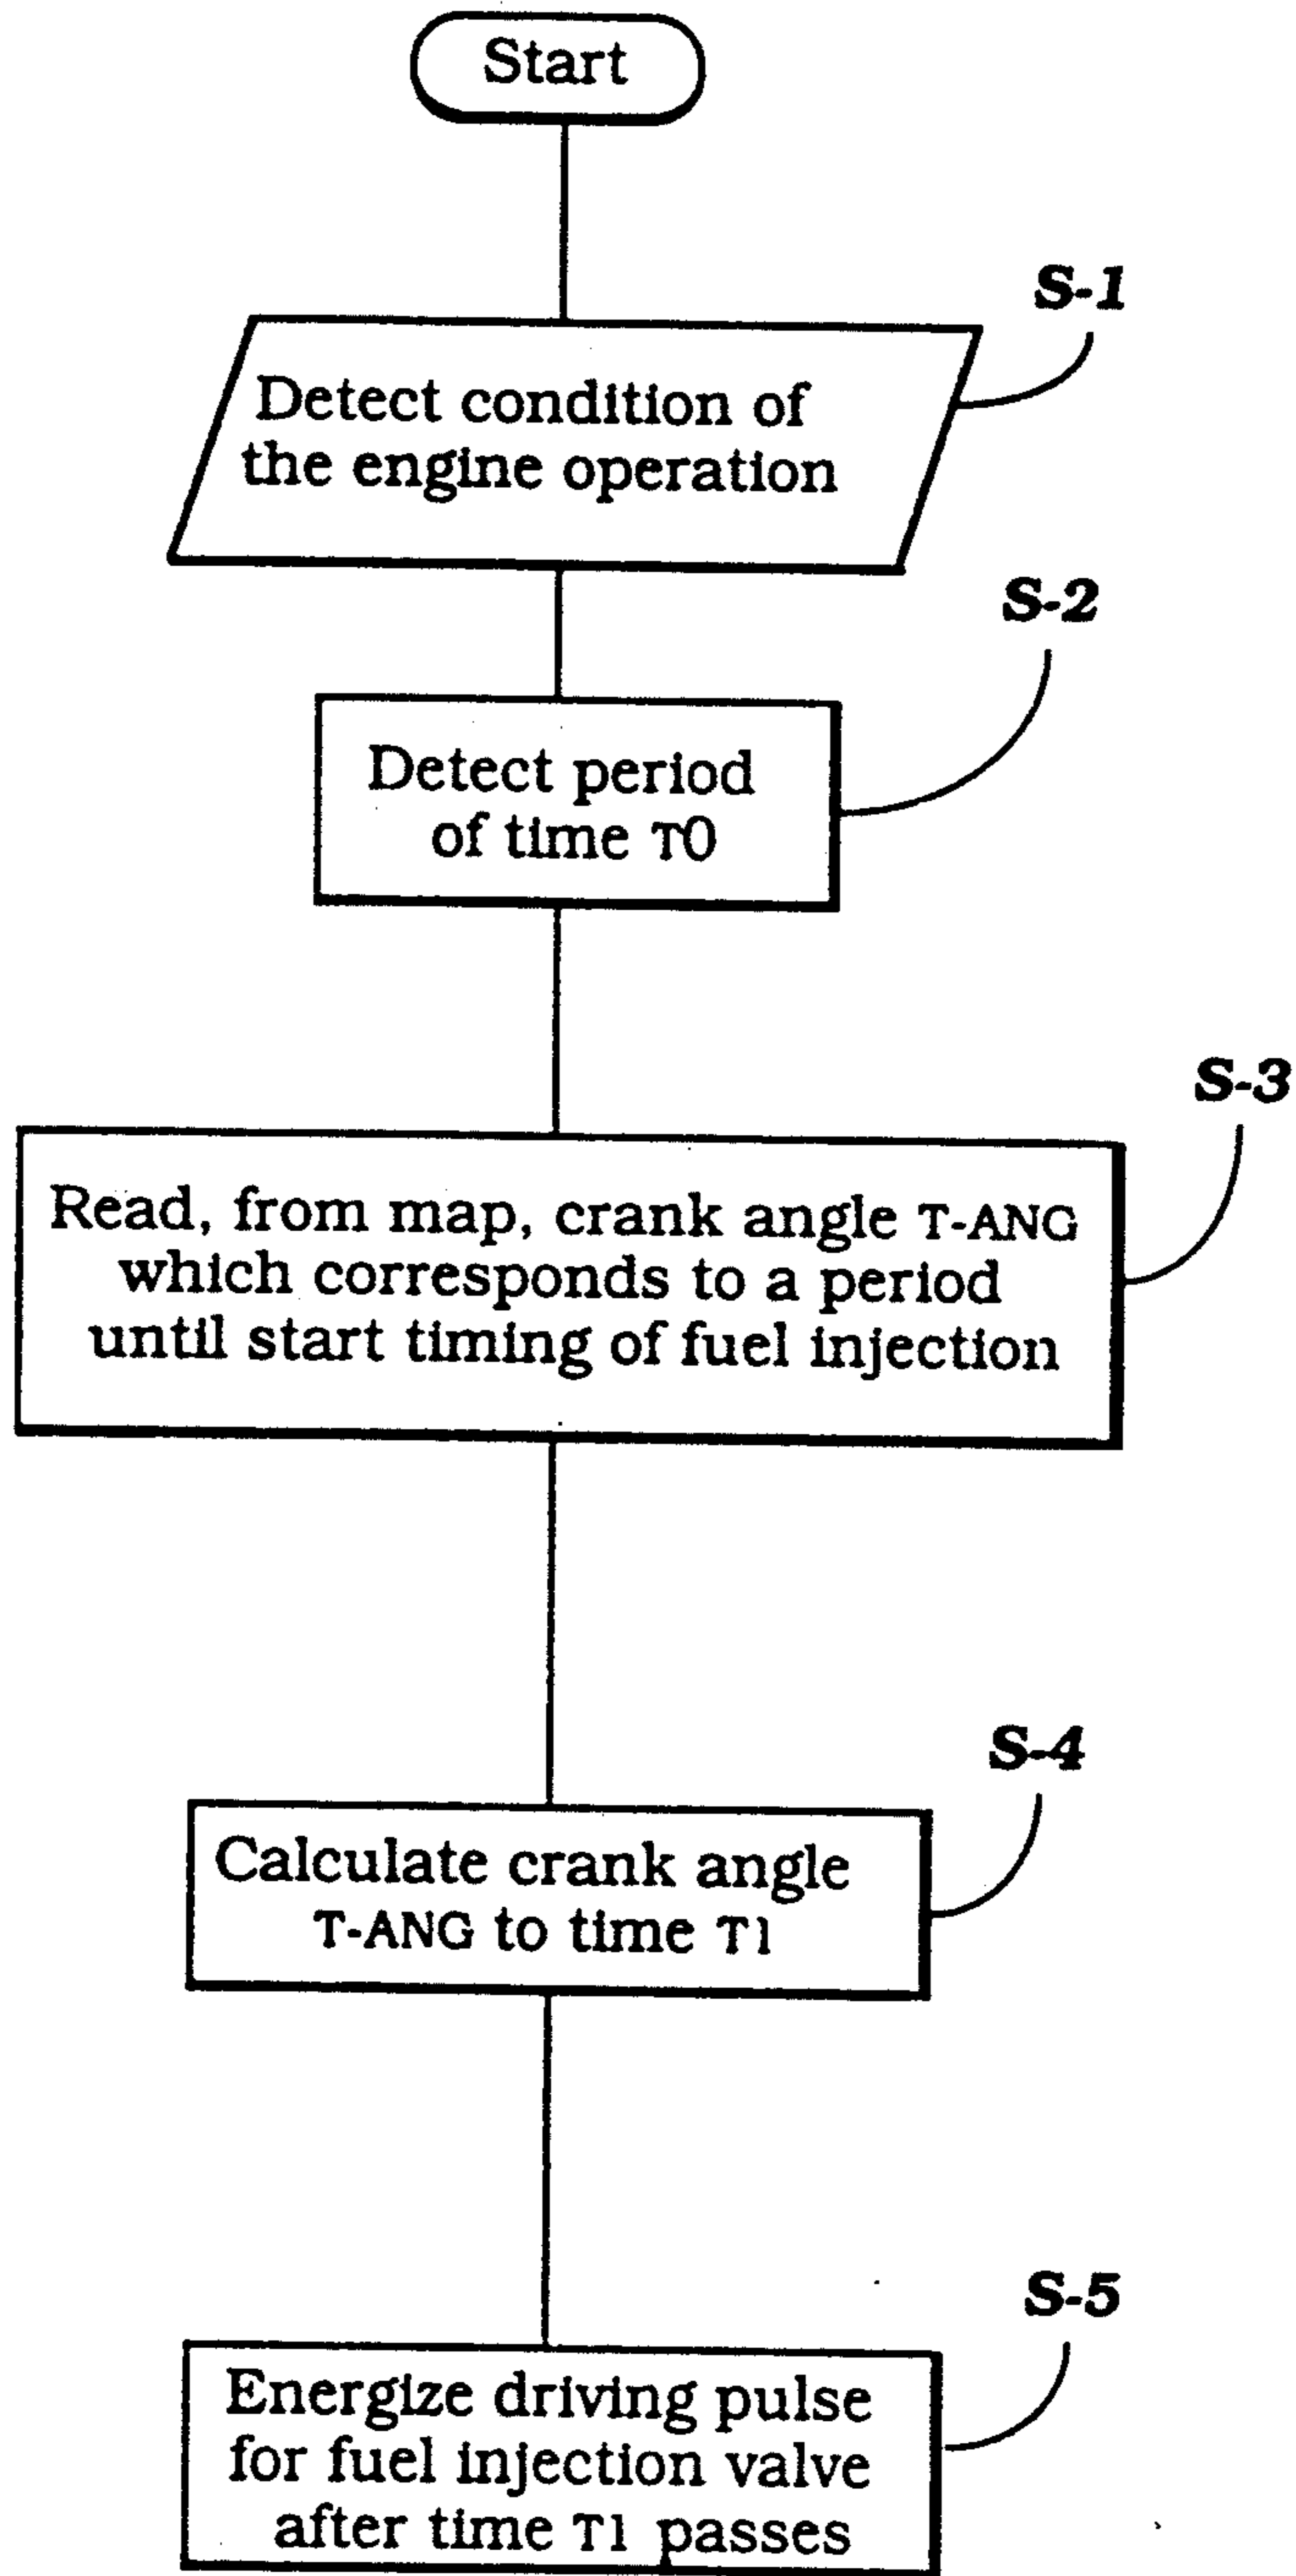 Start
S-1
Detect condition of
the engine operation
S-2
Detect period
of time T0
S-3
Read, from map, crank angle T-ANG
which corresponds to a period
until start timing of fuel injection
S-4
Calculate crank angle
T-ANG to time T1
S-5
Energize driving pulse
for fuel injection valve
after time T1 passes